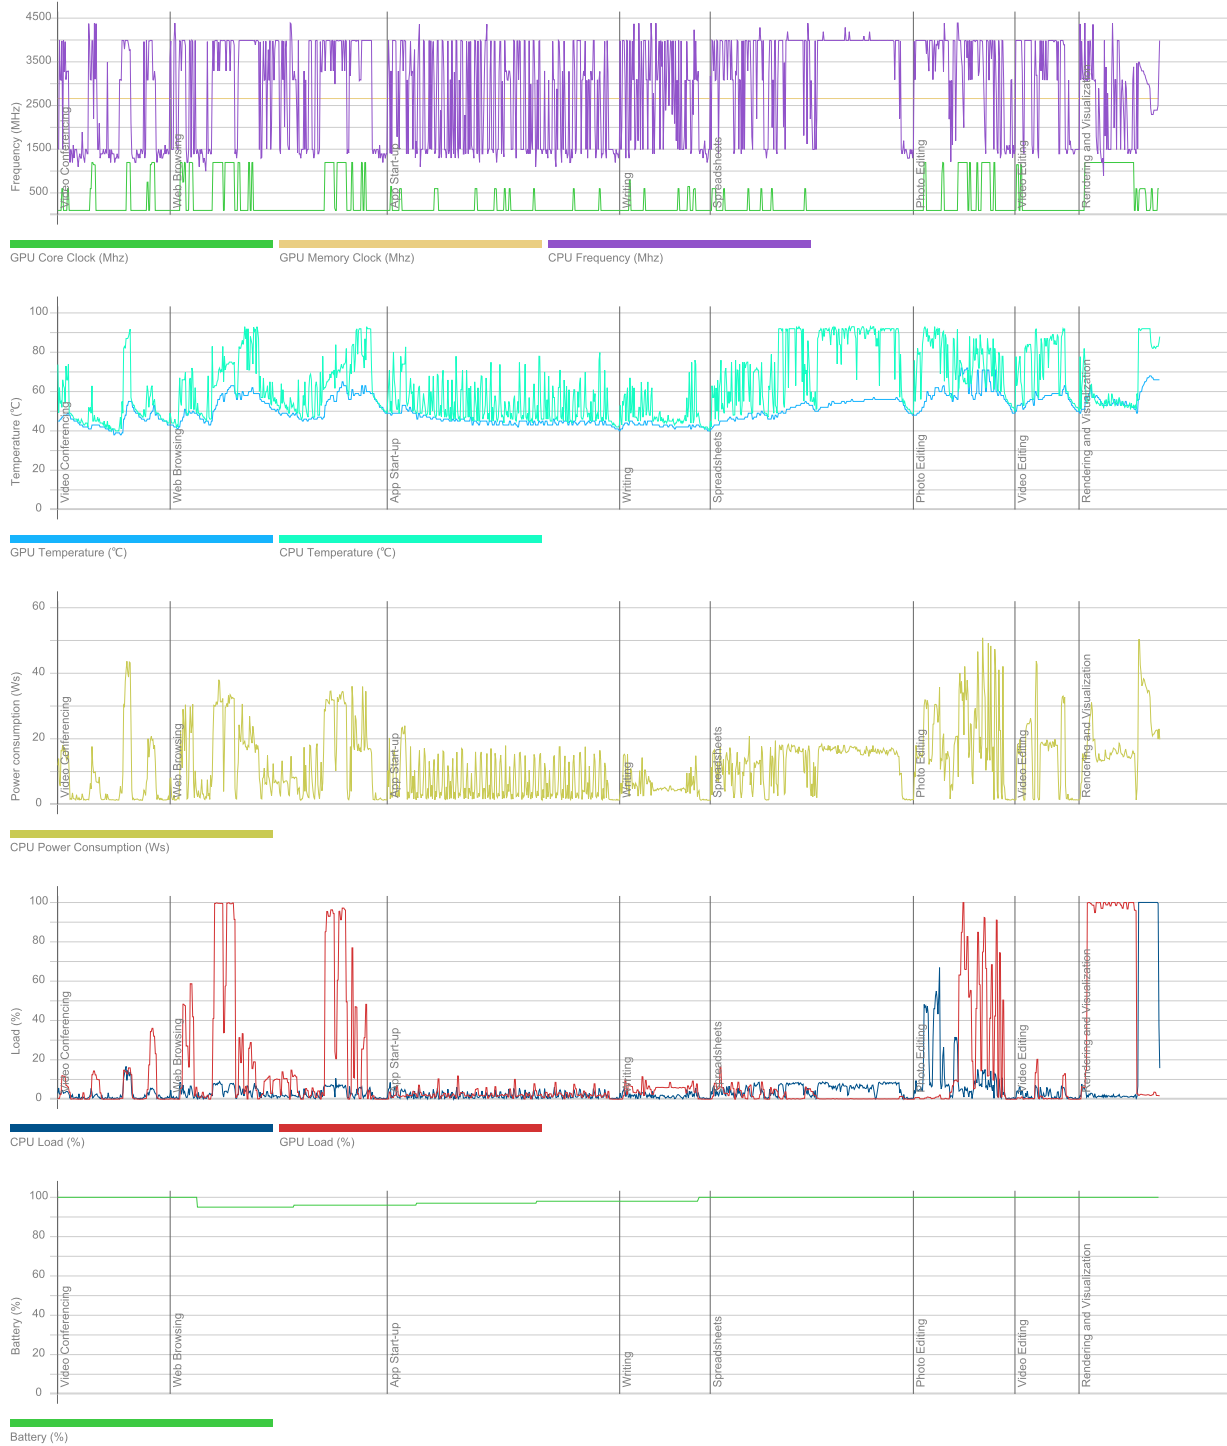 4500
3500
2500
1500
500
Frequency (MHz)
Video Conferencing
Web Browsing
App Start-up
Writing
Spreadsheets
Photo Editing
Video Editing
Rendering and Visualization
GPU Core Clock (Mhz)
GPU Memory Clock (Mhz)
CPU Frequency (Mhz)
100
80
60
40
20
0
Temperature (℃)
Video Conferencing
Web Browsing
App Start-up
Writing
Spreadsheets
Photo Editing
Video Editing
Rendering and Visualization
GPU Temperature (℃)
CPU Temperature (℃)
60
40
20
0
Power consumption (Ws)
Video Conferencing
Web Browsing
App Start-up
Writing
Spreadsheets
Photo Editing
Video Editing
Rendering and Visualization
CPU Power Consumption (Ws)
100
80
60
40
20
0
Load (%)
Video Conferencing
Web Browsing
App Start-up
Writing
Spreadsheets
Photo Editing
Video Editing
Rendering and Visualization
CPU Load (%)
GPU Load (%)
100
80
60
40
20
0
Battery (%)
Video Conferencing
Web Browsing
App Start-up
Writing
Spreadsheets
Photo Editing
Video Editing
Rendering and Visualization
Battery (%)